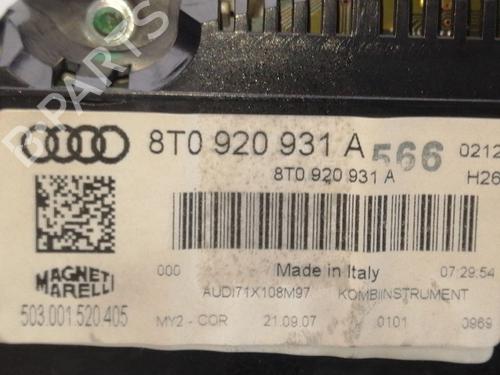 B-PARTS
8T0 920 931 A 566 0212
8T0 920 931 A H26
000 Made in Italy 07:29:54
MAGNETI MARELLI
AUDI71X108M97 KOMBIINSTRUMENT
503.001.520.405
MY2 - COR 21.09.07 0101 0969